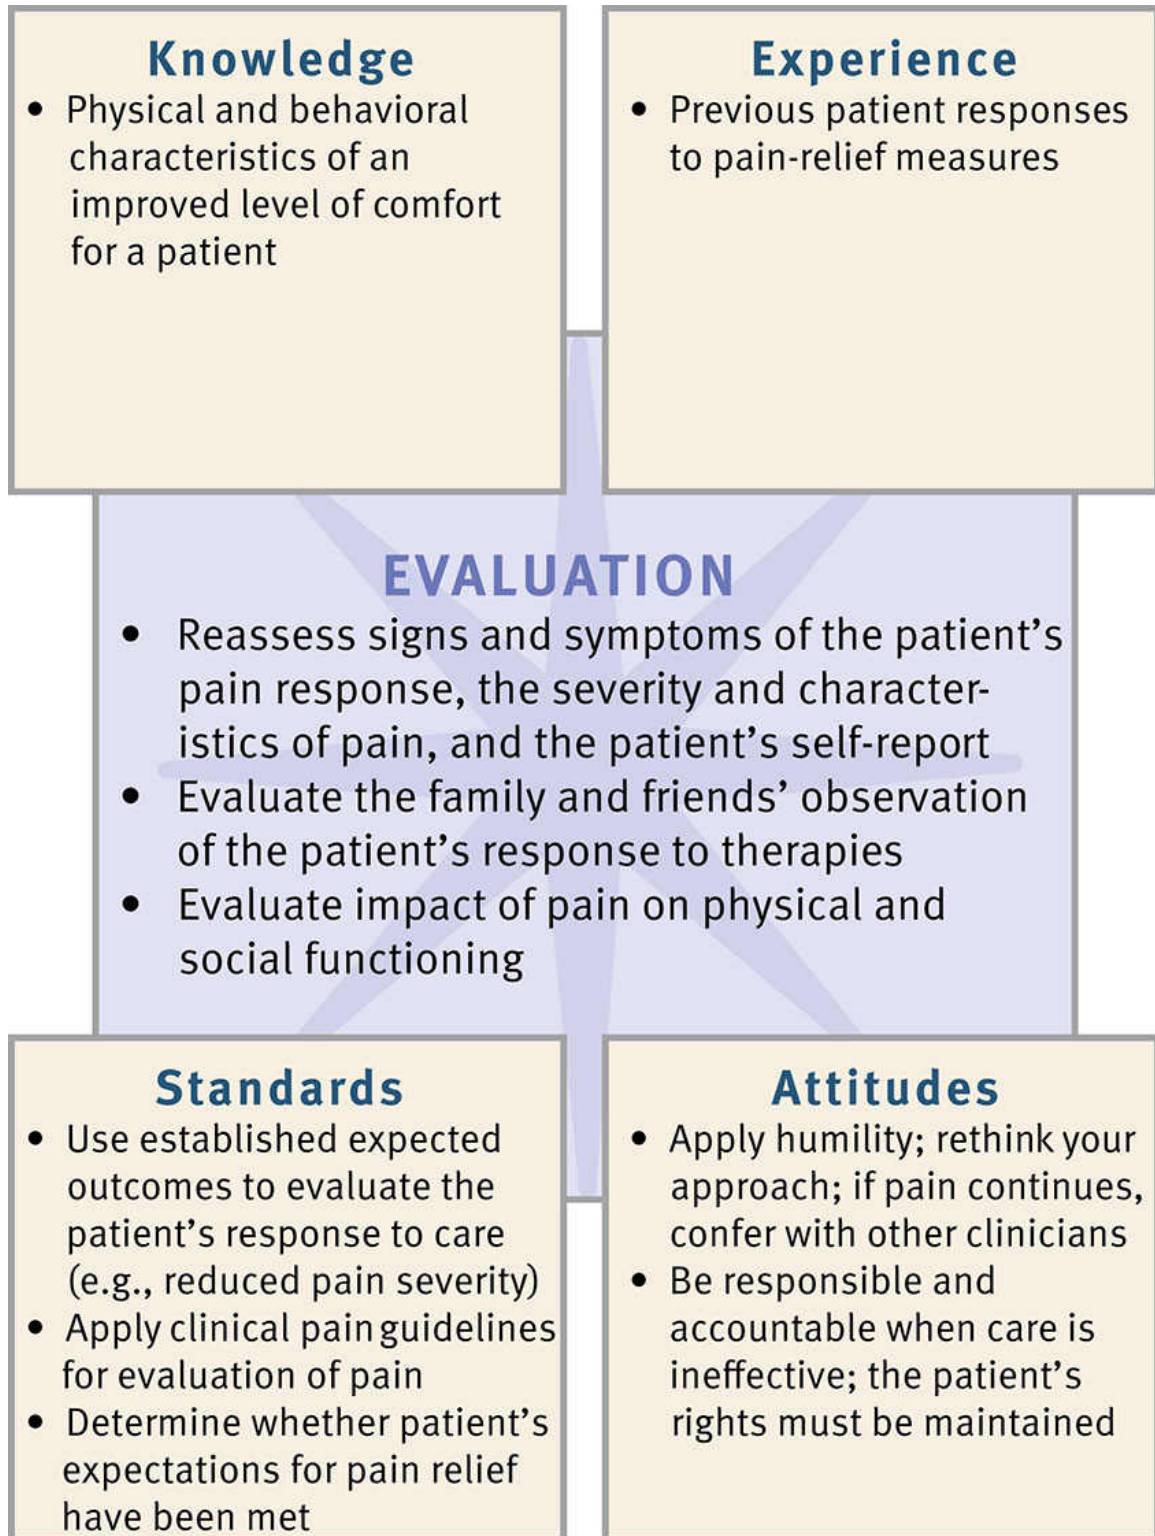 Knowledge
• Physical and behavioral
characteristics of an
improved level of comfort
for a patient
Experience
• Previous patient responses
to pain-relief measures
EVALUATION
• Reassess signs and symptoms of the patient’s
pain response, the severity and character-
istics of pain, and the patient’s self-report
• Evaluate the family and friends’ observation
of the patient’s response to therapies
• Evaluate impact of pain on physical and
social functioning
Standards
• Use established expected
outcomes to evaluate the
patient’s response to care
(e.g., reduced pain severity)
• Apply clinical pain guidelines
for evaluation of pain
• Determine whether patient’s
expectations for pain relief
have been met
Attitudes
• Apply humility; rethink your
approach; if pain continues,
confer with other clinicians
• Be responsible and
accountable when care is
ineffective; the patient’s
rights must be maintained